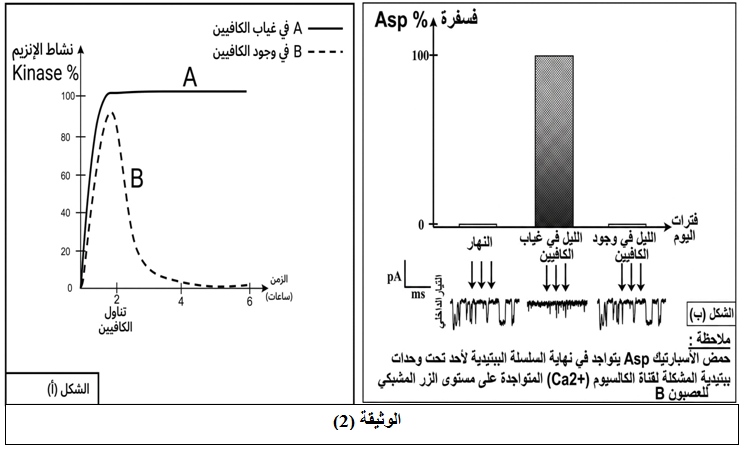 A في غياب الكافيين
B في وجود الكافيين
نشاط الإنزيم
Kinase %
100
80
60
40
20
0
A
B
2
4
6
الزمن
(ساعات)
تناول
الكافيين
الشكل (أ)
فسفرة Asp %
100
0
فترات
اليوم
النهار
الليل في غياب
الكافيين
الليل في وجود
الكافيين
pA
ms
التيار الداخلي
الشكل (ب)
ملاحظة :
حمض الأسبارتيك Asp يتواجد في نهاية السلسلة الببتيدية لأحد تحت وحدات
ببتيدية المشكلة لقناة الكالسيوم (Ca2+) المتواجدة على مستوى الزر المشبكي
للعصبون B
الوثيقة (2)